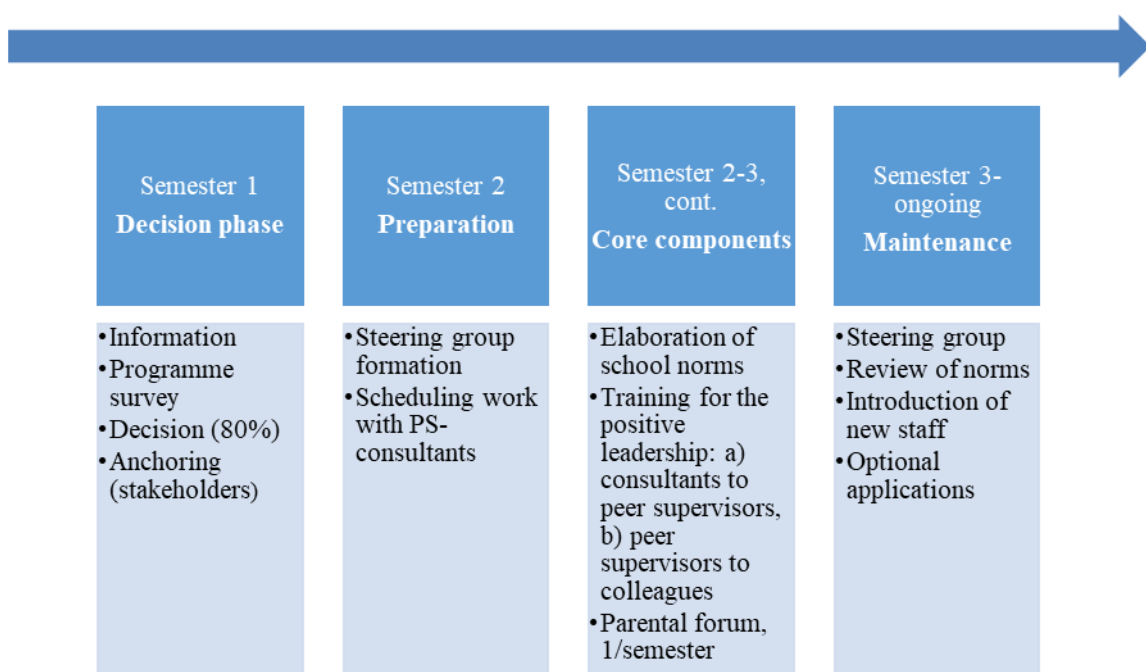 Semester 1
Decision phase
•Information
•Programme
survey
•Decision (80%)
•Anchoring
(stakeholders)
Semester 2
Preparation
•Steering group
formation
•Scheduling work
with PS-
consultants
Semester 2-3,
cont.
Core components
•Elaboration of
school norms
•Training for the
positive
leadership: a)
consultants to
peer supervisors,
b) peer
supervisors to
colleagues
•Parental forum,
1/semester
Semester 3-
ongoing
Maintenance
•Steering group
•Review of norms
•Introduction of
new staff
•Optional
applications